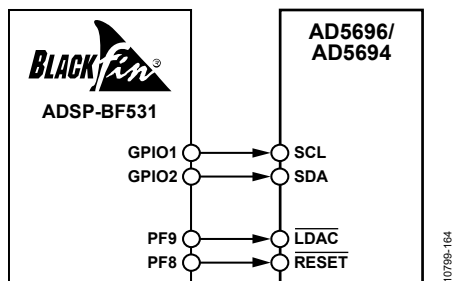 BLACKfin®
ADSP-BF531
AD5696/
AD5694
GPIO1
SCL
GPIO2
SDA
PF9
LDAC
PF8
RESET
10799-164